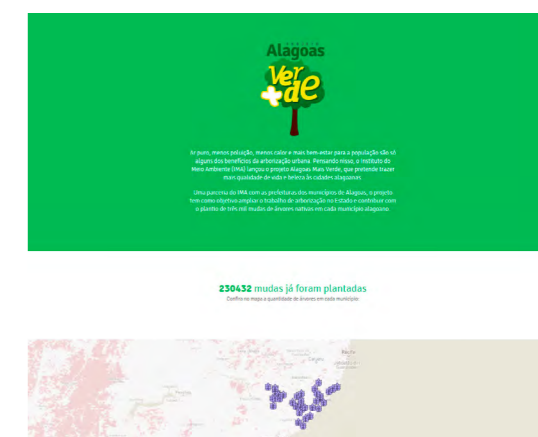 Alagoas
Ver
+de
Ar puro, menos poluição, menos calor e mais bem-estar para a população são só
alguns dos benefícios da arborização urbana. Pensando nisso, o Instituto do
Meio Ambiente (IMA) lançou o projeto Alagoas Mais Verde, que pretende trazer
mais qualidade de vida e beleza às cidades alagoanas.
Uma parceria do IMA com as prefeituras dos municípios de Alagoas, o projeto
tem como objetivo ampliar o trabalho de arborização no Estado e contribuir com
o plantio de três mil mudas de árvores nativas em cada município alagoano.
230432 mudas já foram plantadas
Confira no mapa a quantidade de árvores em cada município
Recife
Caruaru